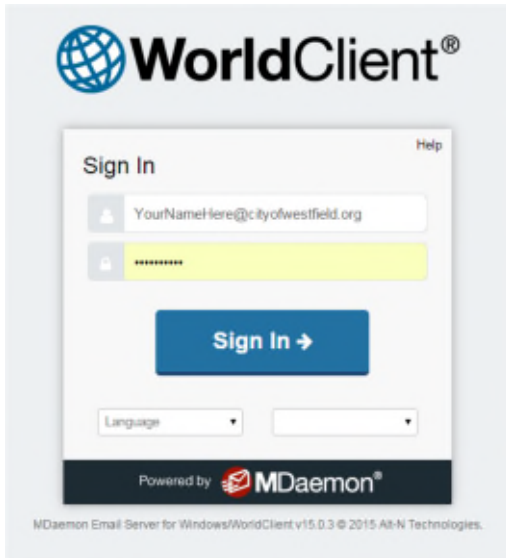 WorldClient®
Help
Sign In
YourNameHere@cityofwestfield.org
••••••••••
Sign In →
Language
Powered by MDaemon®
MDaemon Email Server for Windows/WorldClient v15.0.3 © 2015 Alt-N Technologies.